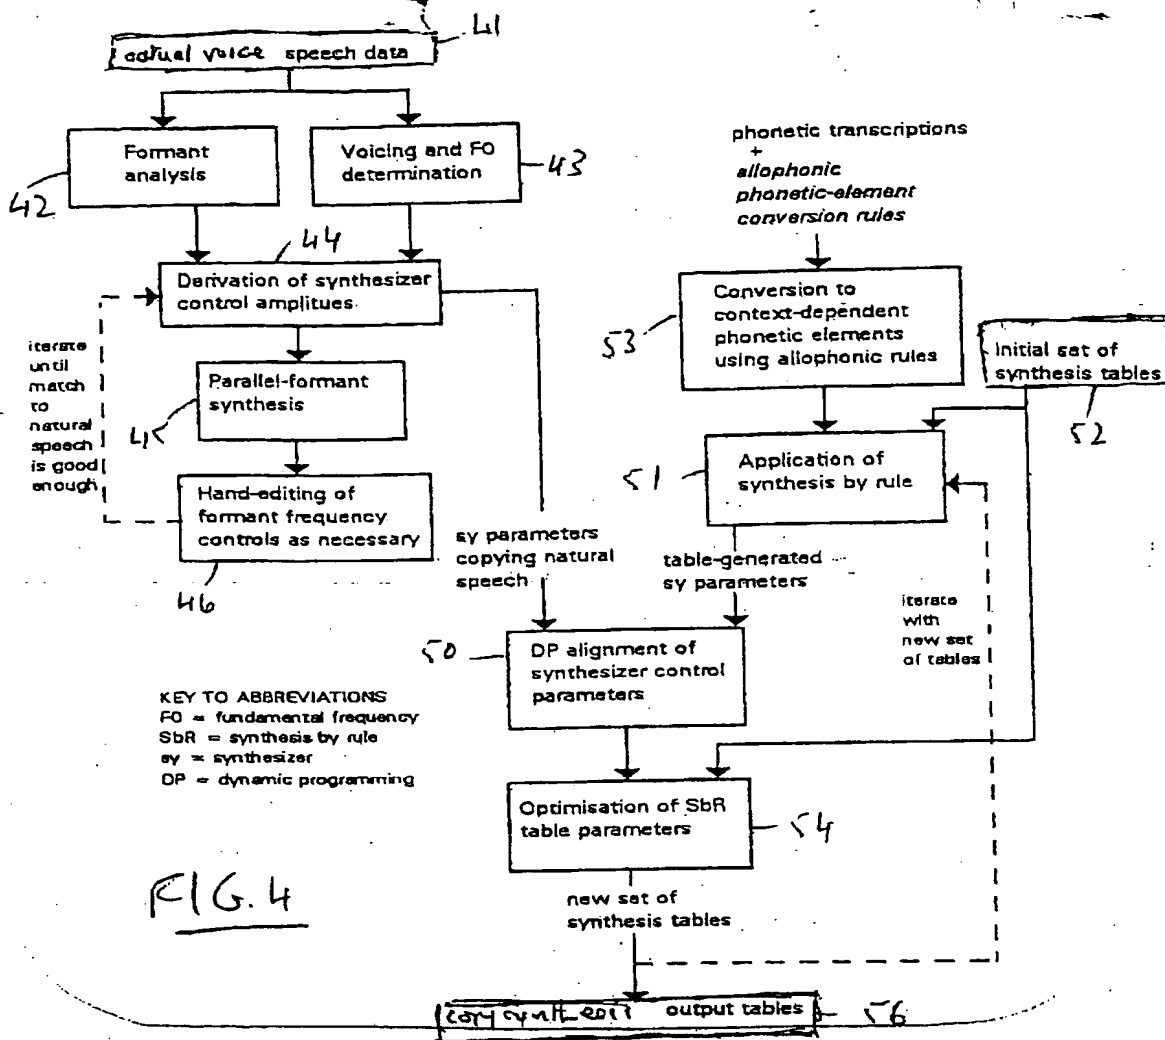 41
actual voice speech data
Formant
analysis
42
Voicing and FO
determination
43
44
Derivation of synthesizer
control amplitues
iterate
until
match
to
natural
speech
is good
enough
Parallel-formant
synthesis
45
Hand-editing of
formant frequency
controls as necessary
46
phonetic transcriptions
+
allophonic
phonetic-element
conversion rules
Conversion to
context-dependent
phonetic elements
using allophonic rules
53
Initial set of
synthesis tables
52
Application of
synthesis by rule
51
sy parameters
copying natural
speech
table-generated
sy parameters
iterate
with
new set
of tables
50
DP alignment of
synthesizer control
parameters
KEY TO ABBREVIATIONS
FO = fundamental frequency
SbR = synthesis by rule
sy = synthesizer
DP = dynamic programming
Optimisation of SbR
table parameters
54
FIG. 4
new set of
synthesis tables
copy synthesis output tables
56